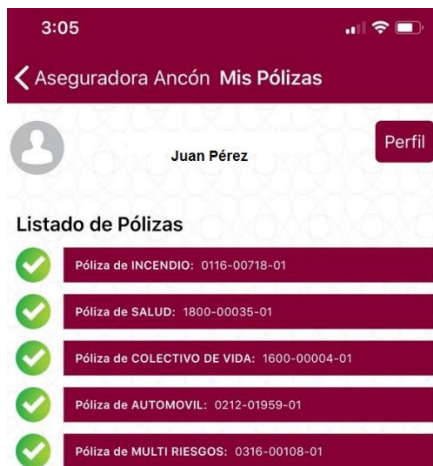 3:05
Aseguradora Ancón Mis Pólizas
Juan Pérez
Perfil
Listado de Pólizas
Póliza de INCENDIO: 0116-00718-01
Póliza de SALUD: 1800-00035-01
Póliza de COLECTIVO DE VIDA: 1600-00004-01
Póliza de AUTOMOVIL: 0212-01959-01
Póliza de MULTI RIESGOS: 0316-00108-01